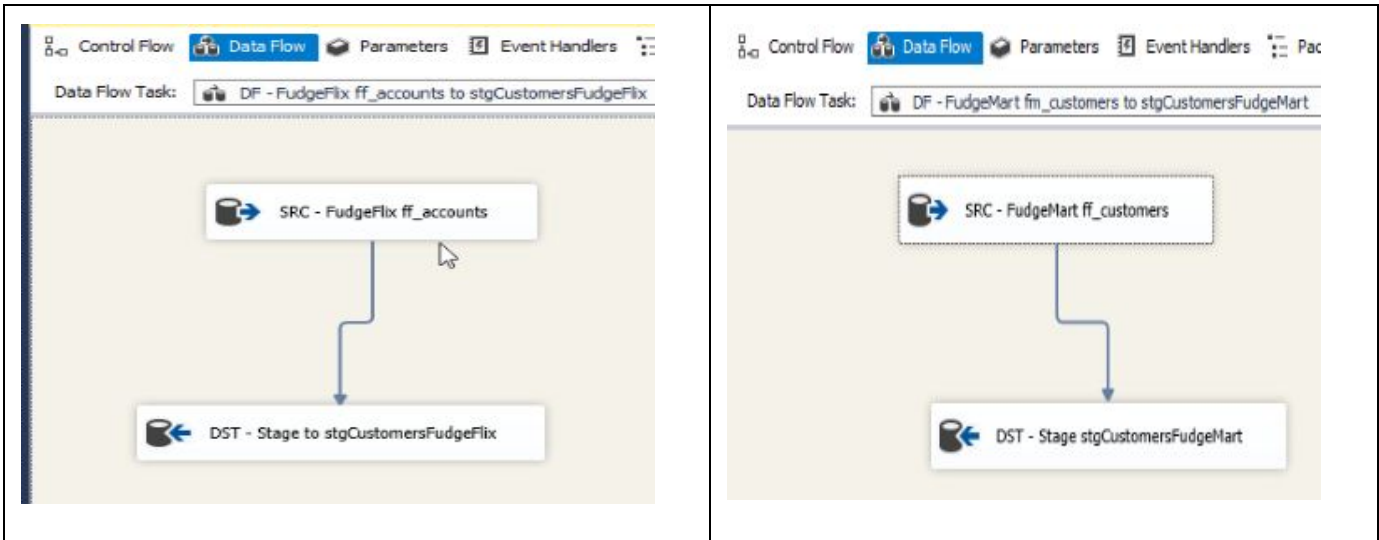 Control Flow Data Flow Parameters Event Handlers
Data Flow Task: DF - FudgeFlix ff_accounts to stgCustomersFudgeFlix
SRC - FudgeFlix ff_accounts
DST - Stage to stgCustomersFudgeFlix
Control Flow Data Flow Parameters Event Handlers Pac
Data Flow Task: DF - FudgeMart fm_customers to stgCustomersFudgeMart
SRC - FudgeMart ff_customers
DST - Stage stgCustomersFudgeMart